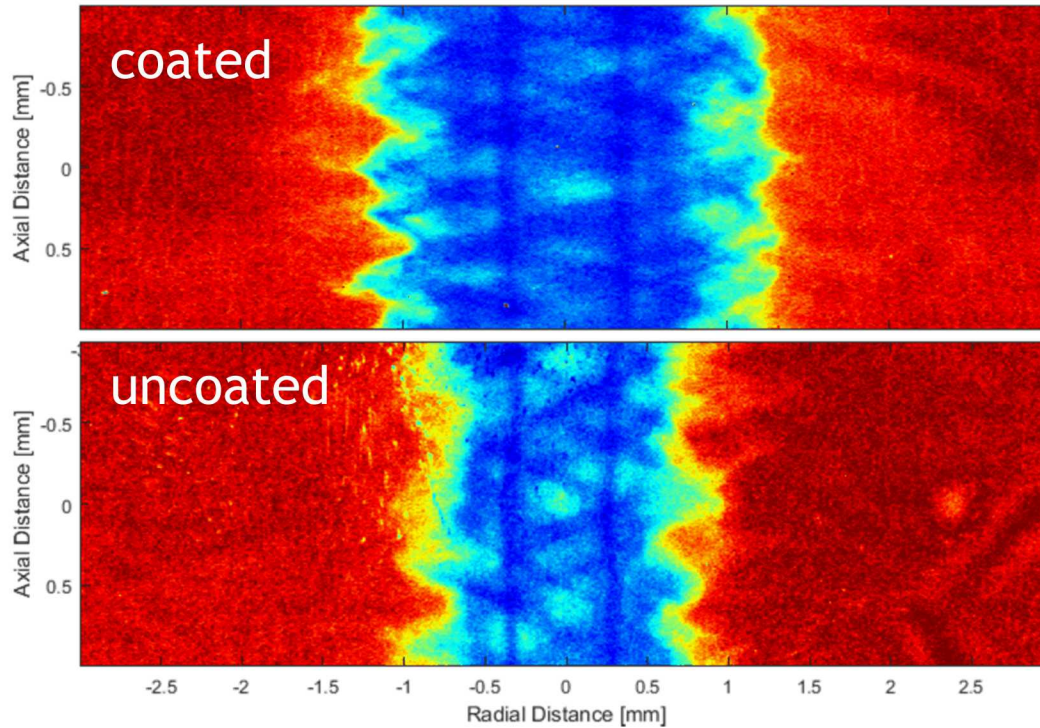 coated
Axial Distance [mm]
-0.5
0
0.5
uncoated
Axial Distance [mm]
-0.5
0
0.5
-2.5 -2 -1.5 -1 -0.5 0 0.5 1 1.5 2 2.5
Radial Distance [mm]